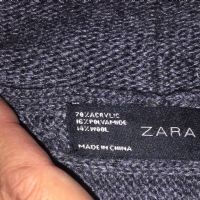 70% ACRYLIC
16% POLYAMIDE
14% WOOL
ZARA
MADE IN CHINA